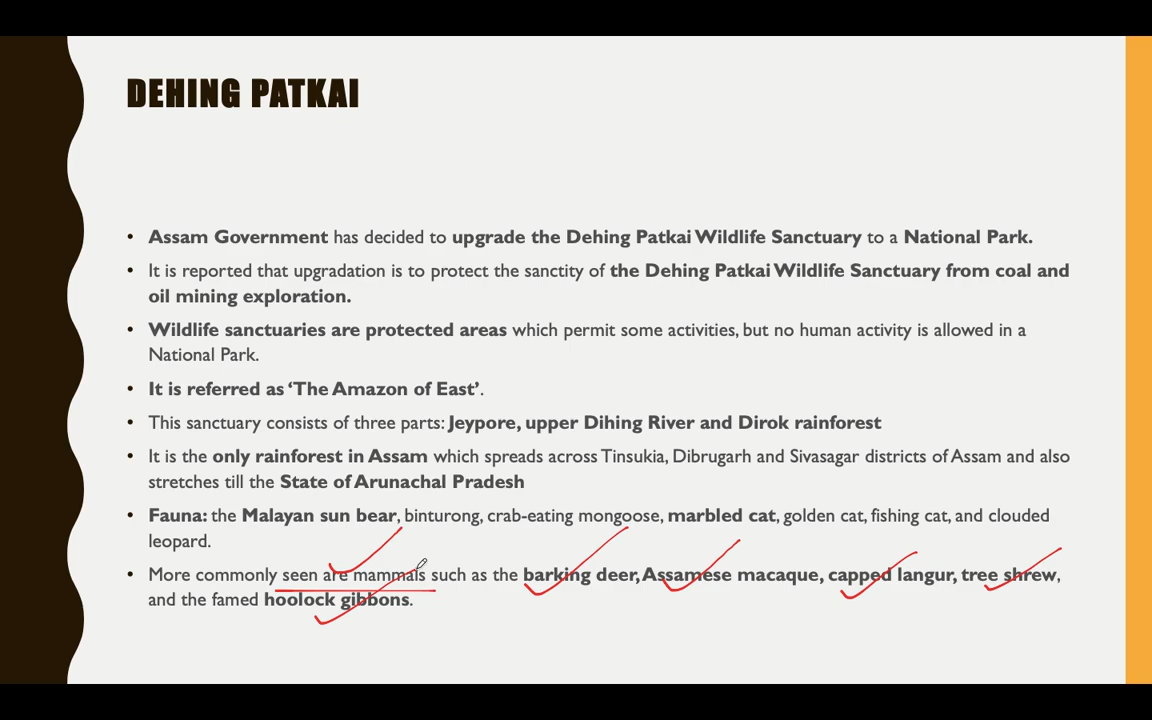 DEHING PATKAI
• Assam Government has decided to upgrade the Dehing Patkai Wildlife Sanctuary to a National Park.
• It is reported that upgradation is to protect the sanctity of the Dehing Patkai Wildlife Sanctuary from coal and
oil mining exploration.
• Wildlife sanctuaries are protected areas which permit some activities, but no human activity is allowed in a
National Park.
• It is referred as ‘The Amazon of East’.
• This sanctuary consists of three parts: Jeypore, upper Dihing River and Dirok rainforest
• It is the only rainforest in Assam which spreads across Tinsukia, Dibrugarh and Sivasagar districts of Assam and also
stretches till the State of Arunachal Pradesh
• Fauna: the Malayan sun bear, binturong, crab-eating mongoose, marbled cat, golden cat, fishing cat, and clouded
leopard.
• More commonly seen are mammals such as the barking deer, Assamese macaque, capped langur, tree shrew,
and the famed hoolock gibbons.